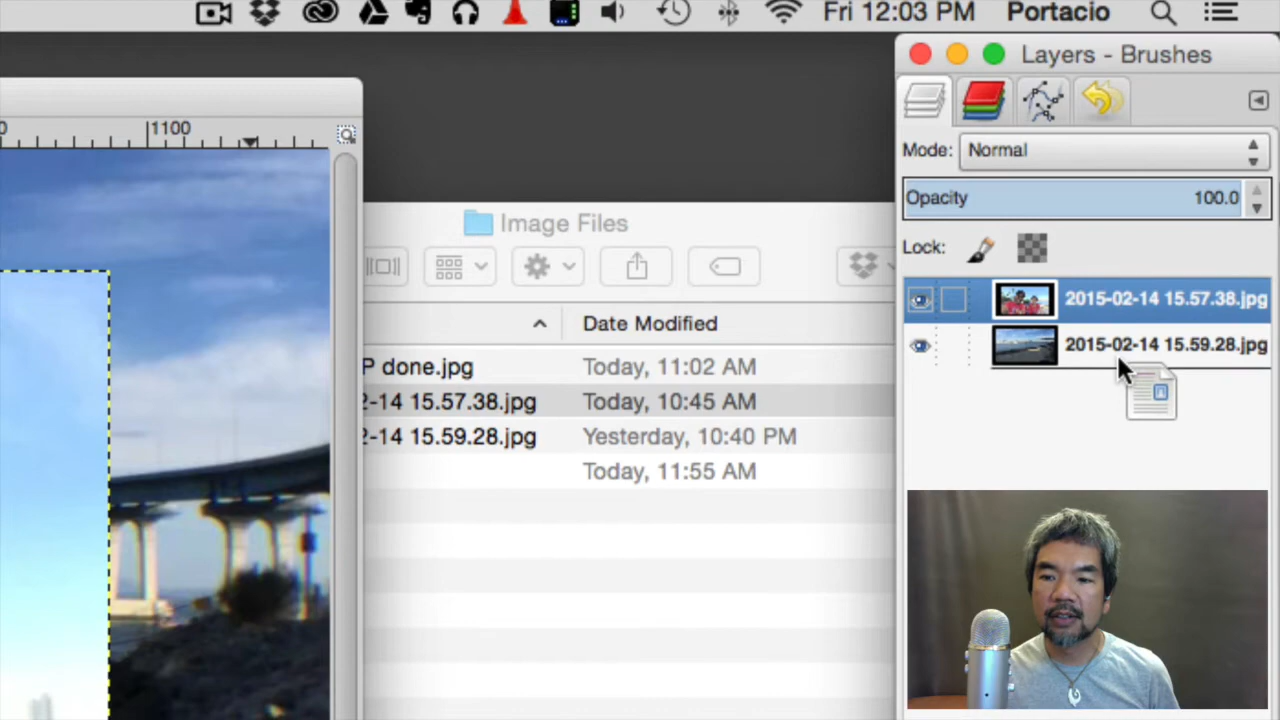 Fri 12:03 PM Portacio
Layers - Brushes
0 1100
Mode: Normal
Image Files
Opacity 100.0
Lock:
2015-02-14 15.57.38.jpg
Date Modified
2015-02-14 15.59.28.jpg
P done.jpg Today, 11:02 AM
2-14 15.57.38.jpg Today, 10:45 AM
2-14 15.59.28.jpg Yesterday, 10:40 PM
Today, 11:55 AM